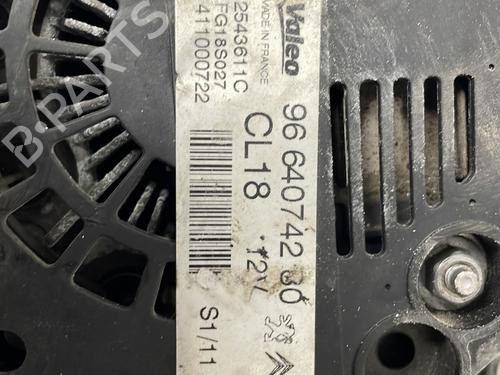 Valeo
MADE IN FRANCE
2543611C
FG18S027
411000722
96 640742 80
CL18
12V
S1/11
B-PARTS